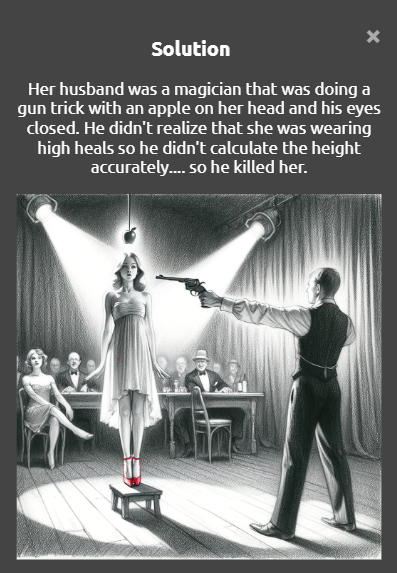 Solution
Her husband was a magician that was doing a
gun trick with an apple on her head and his eyes
closed. He didn't realize that she was wearing
high heals so he didn't calculate the height
accurately.... so he killed her.